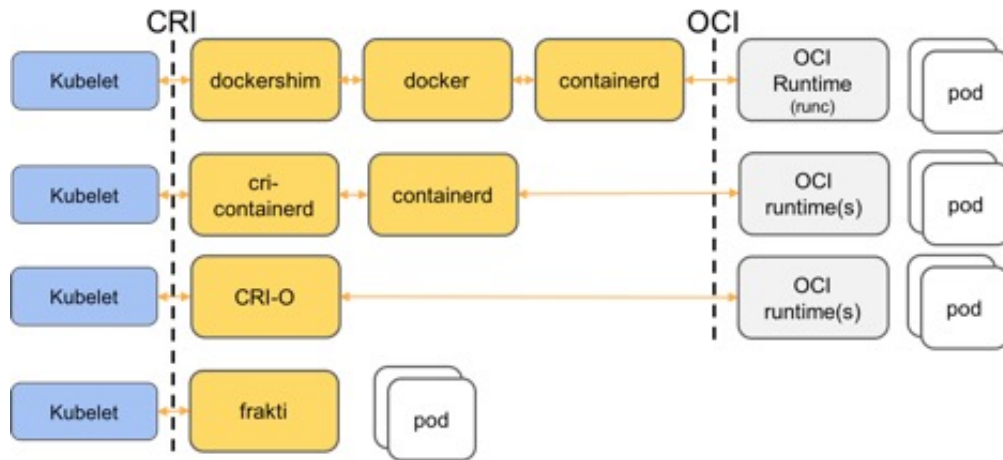 CRI
OCI
Kubelet
dockershim
docker
containerd
OCI
Runtime
(runc)
pod
Kubelet
cri-
containerd
containerd
OCI
runtime(s)
pod
Kubelet
CRI-O
OCI
runtime(s)
pod
Kubelet
frakti
pod